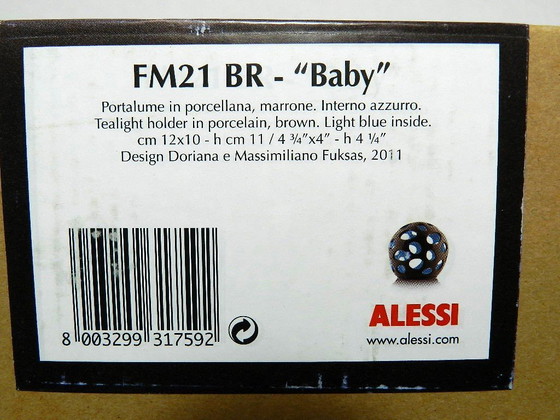 FM21 BR - “Baby”
Portalume in porcellana, marrone. Interno azzurro.
Tealight holder in porcelain, brown. Light blue inside.
cm 12x10 - h cm 11 / 4 ¾”x4” - h 4 ¼”
Design Doriana e Massimiliano Fuksas, 2011
8 003299 317592
ALESSI
www.alessi.com